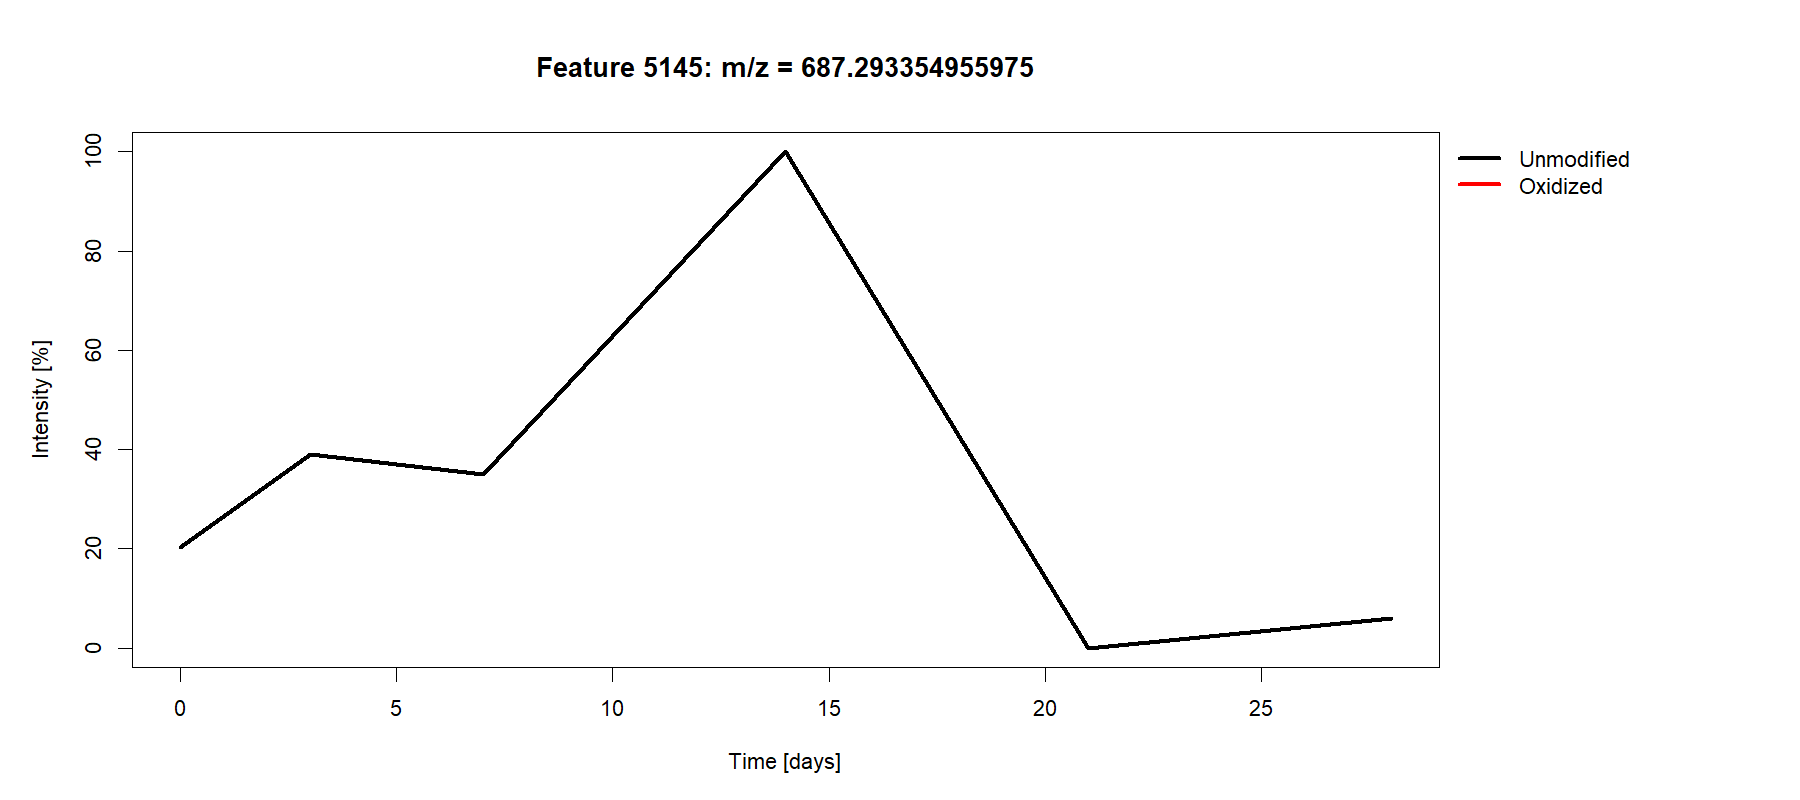 Feature 5145: m/z = 687.293354955975
Unmodified
Oxidized
Intensity [%]
100
80
60
40
20
0
0 5 10 15 20 25
Time [days]